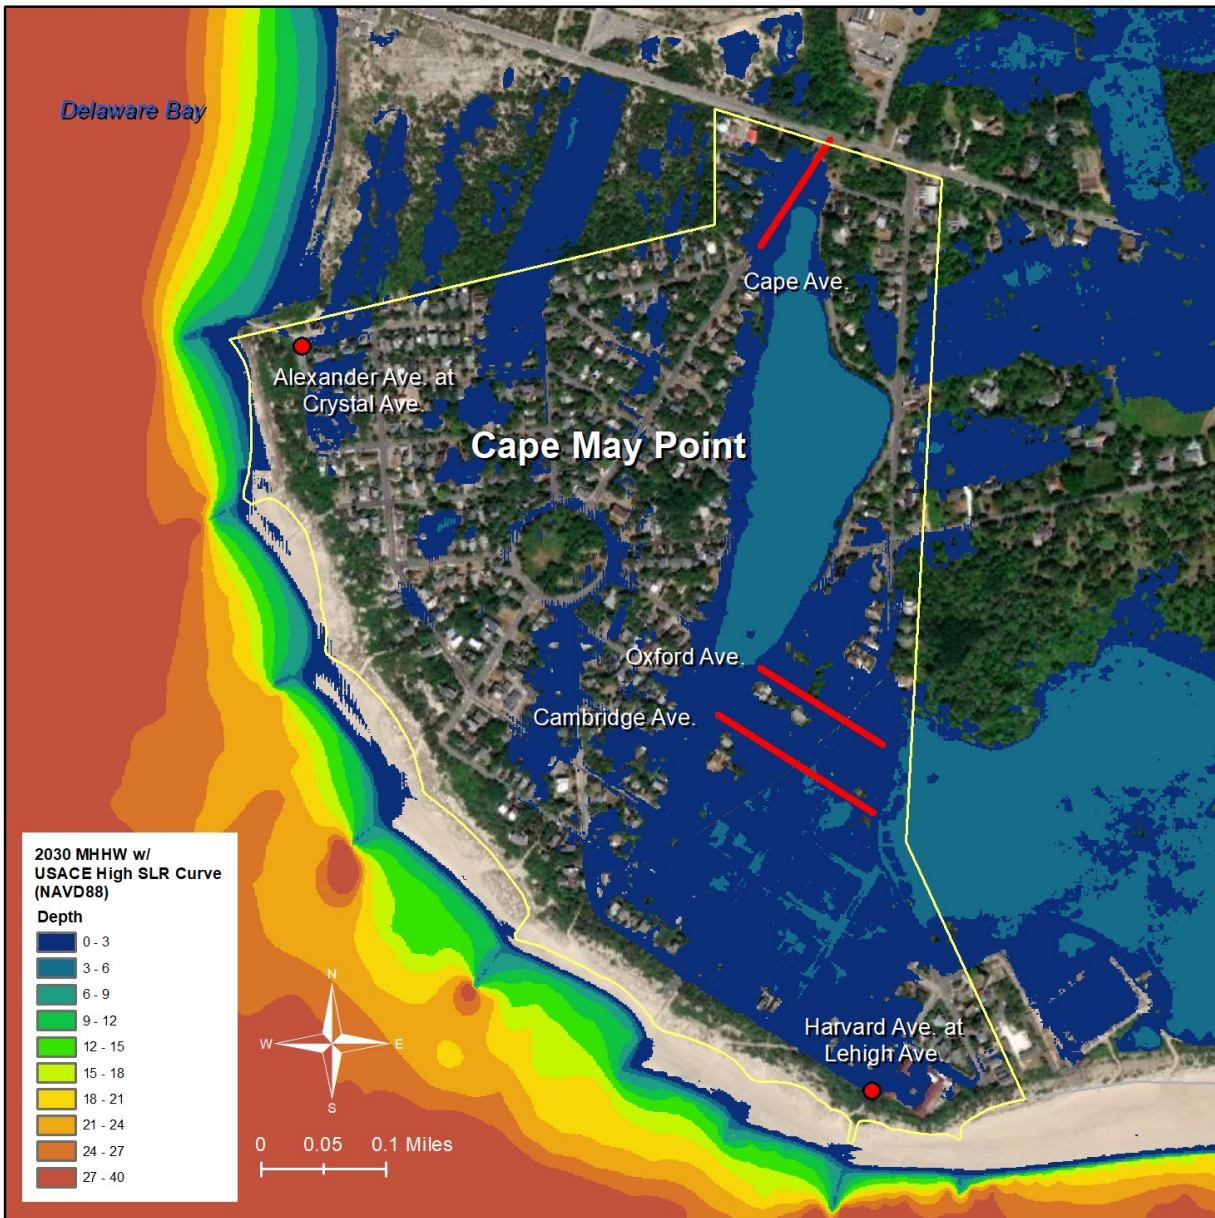 Delaware Bay
Cape Ave.
Alexander Ave. at
Crystal Ave.
Cape May Point
Oxford Ave.
Cambridge Ave.
Harvard Ave. at
Lehigh Ave.
2030 MHHW w/
USACE High SLR Curve
(NAVD88)
Depth
0 - 3
3 - 6
6 - 9
9 - 12
12 - 15
15 - 18
18 - 21
21 - 24
24 - 27
27 - 40
N
W E
S
0 0.05 0.1 Miles